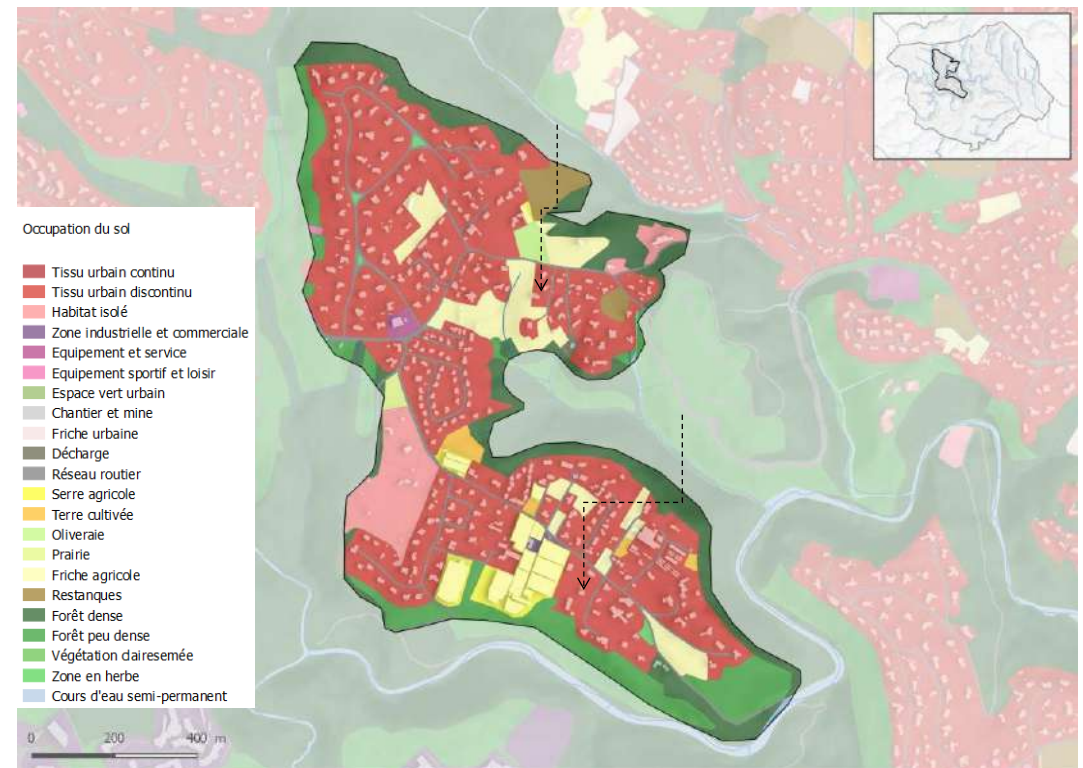 Occupation du sol
Tissu urbain continu
Tissu urbain discontinu
Habitat isolé
Zone industrielle et commerciale
Equipement et service
Equipement sportif et loisir
Espace vert urbain
Chantier et mine
Friche urbaine
Décharge
Réseau routier
Serre agricole
Terre cultivée
Oliveraie
Prairie
Friche agricole
Restanques
Forêt dense
Forêt peu dense
Végétation clairesemée
Zone en herbe
Cours d'eau semi-permanent
0 200 400 m